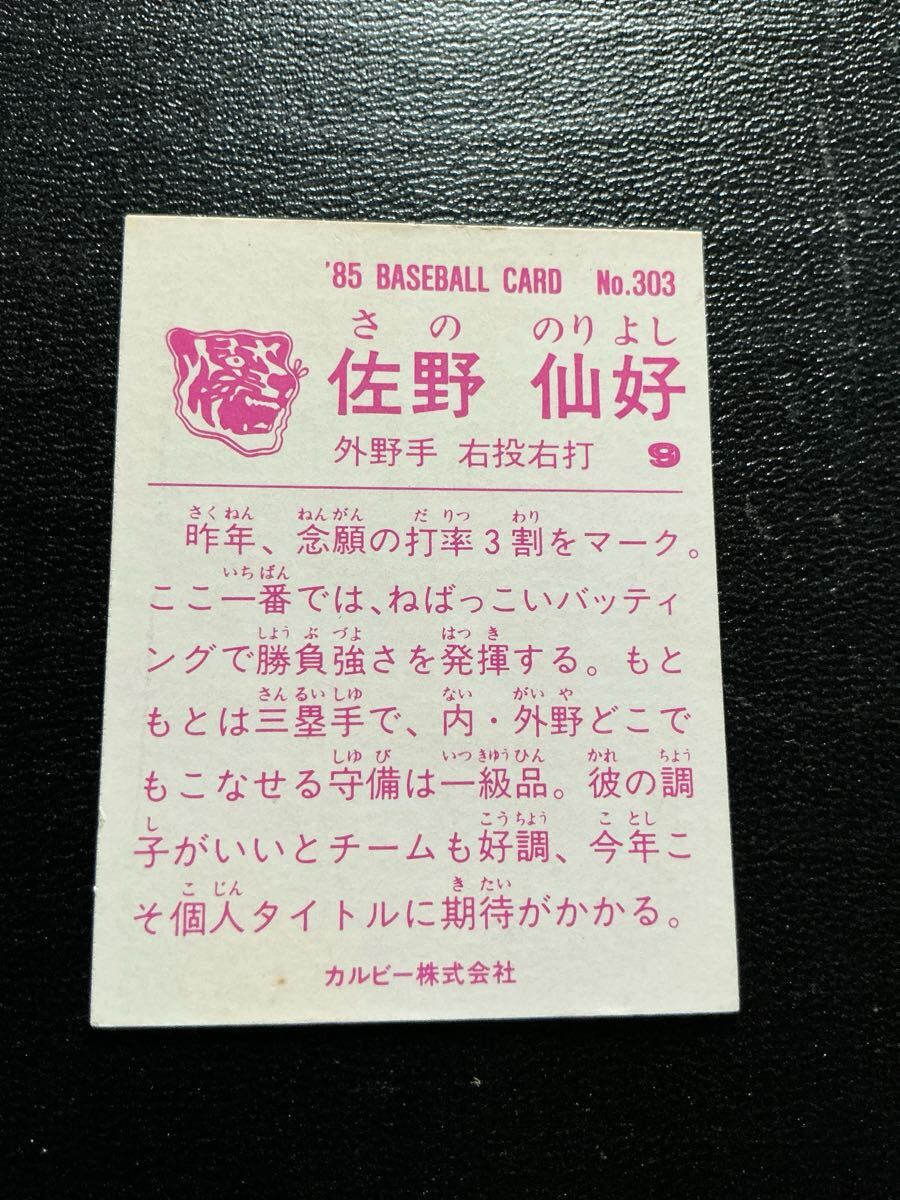 '85 BASEBALL CARD No.303
さの のりよし
佐野 仙好
外野手 右投右打 9
さくねん ねんがん だりつ わり
昨年、念願の打率3割をマーク。
いちばん
ここ一番では、ねばっこいバッティ
しょうぶづよ はっき
ングで勝負強さを発揮する。もと
さんるいしゅ ない がいや
もとは三塁手で、内・外野どこで
しゅび いつきゅうひん かれ ちょう
もこなせる守備は一級品。彼の調
し こうちょう ことし
子がいいとチームも好調、今年こ
こじん きたい
そ個人タイトルに期待がかかる。
カルビー株式会社